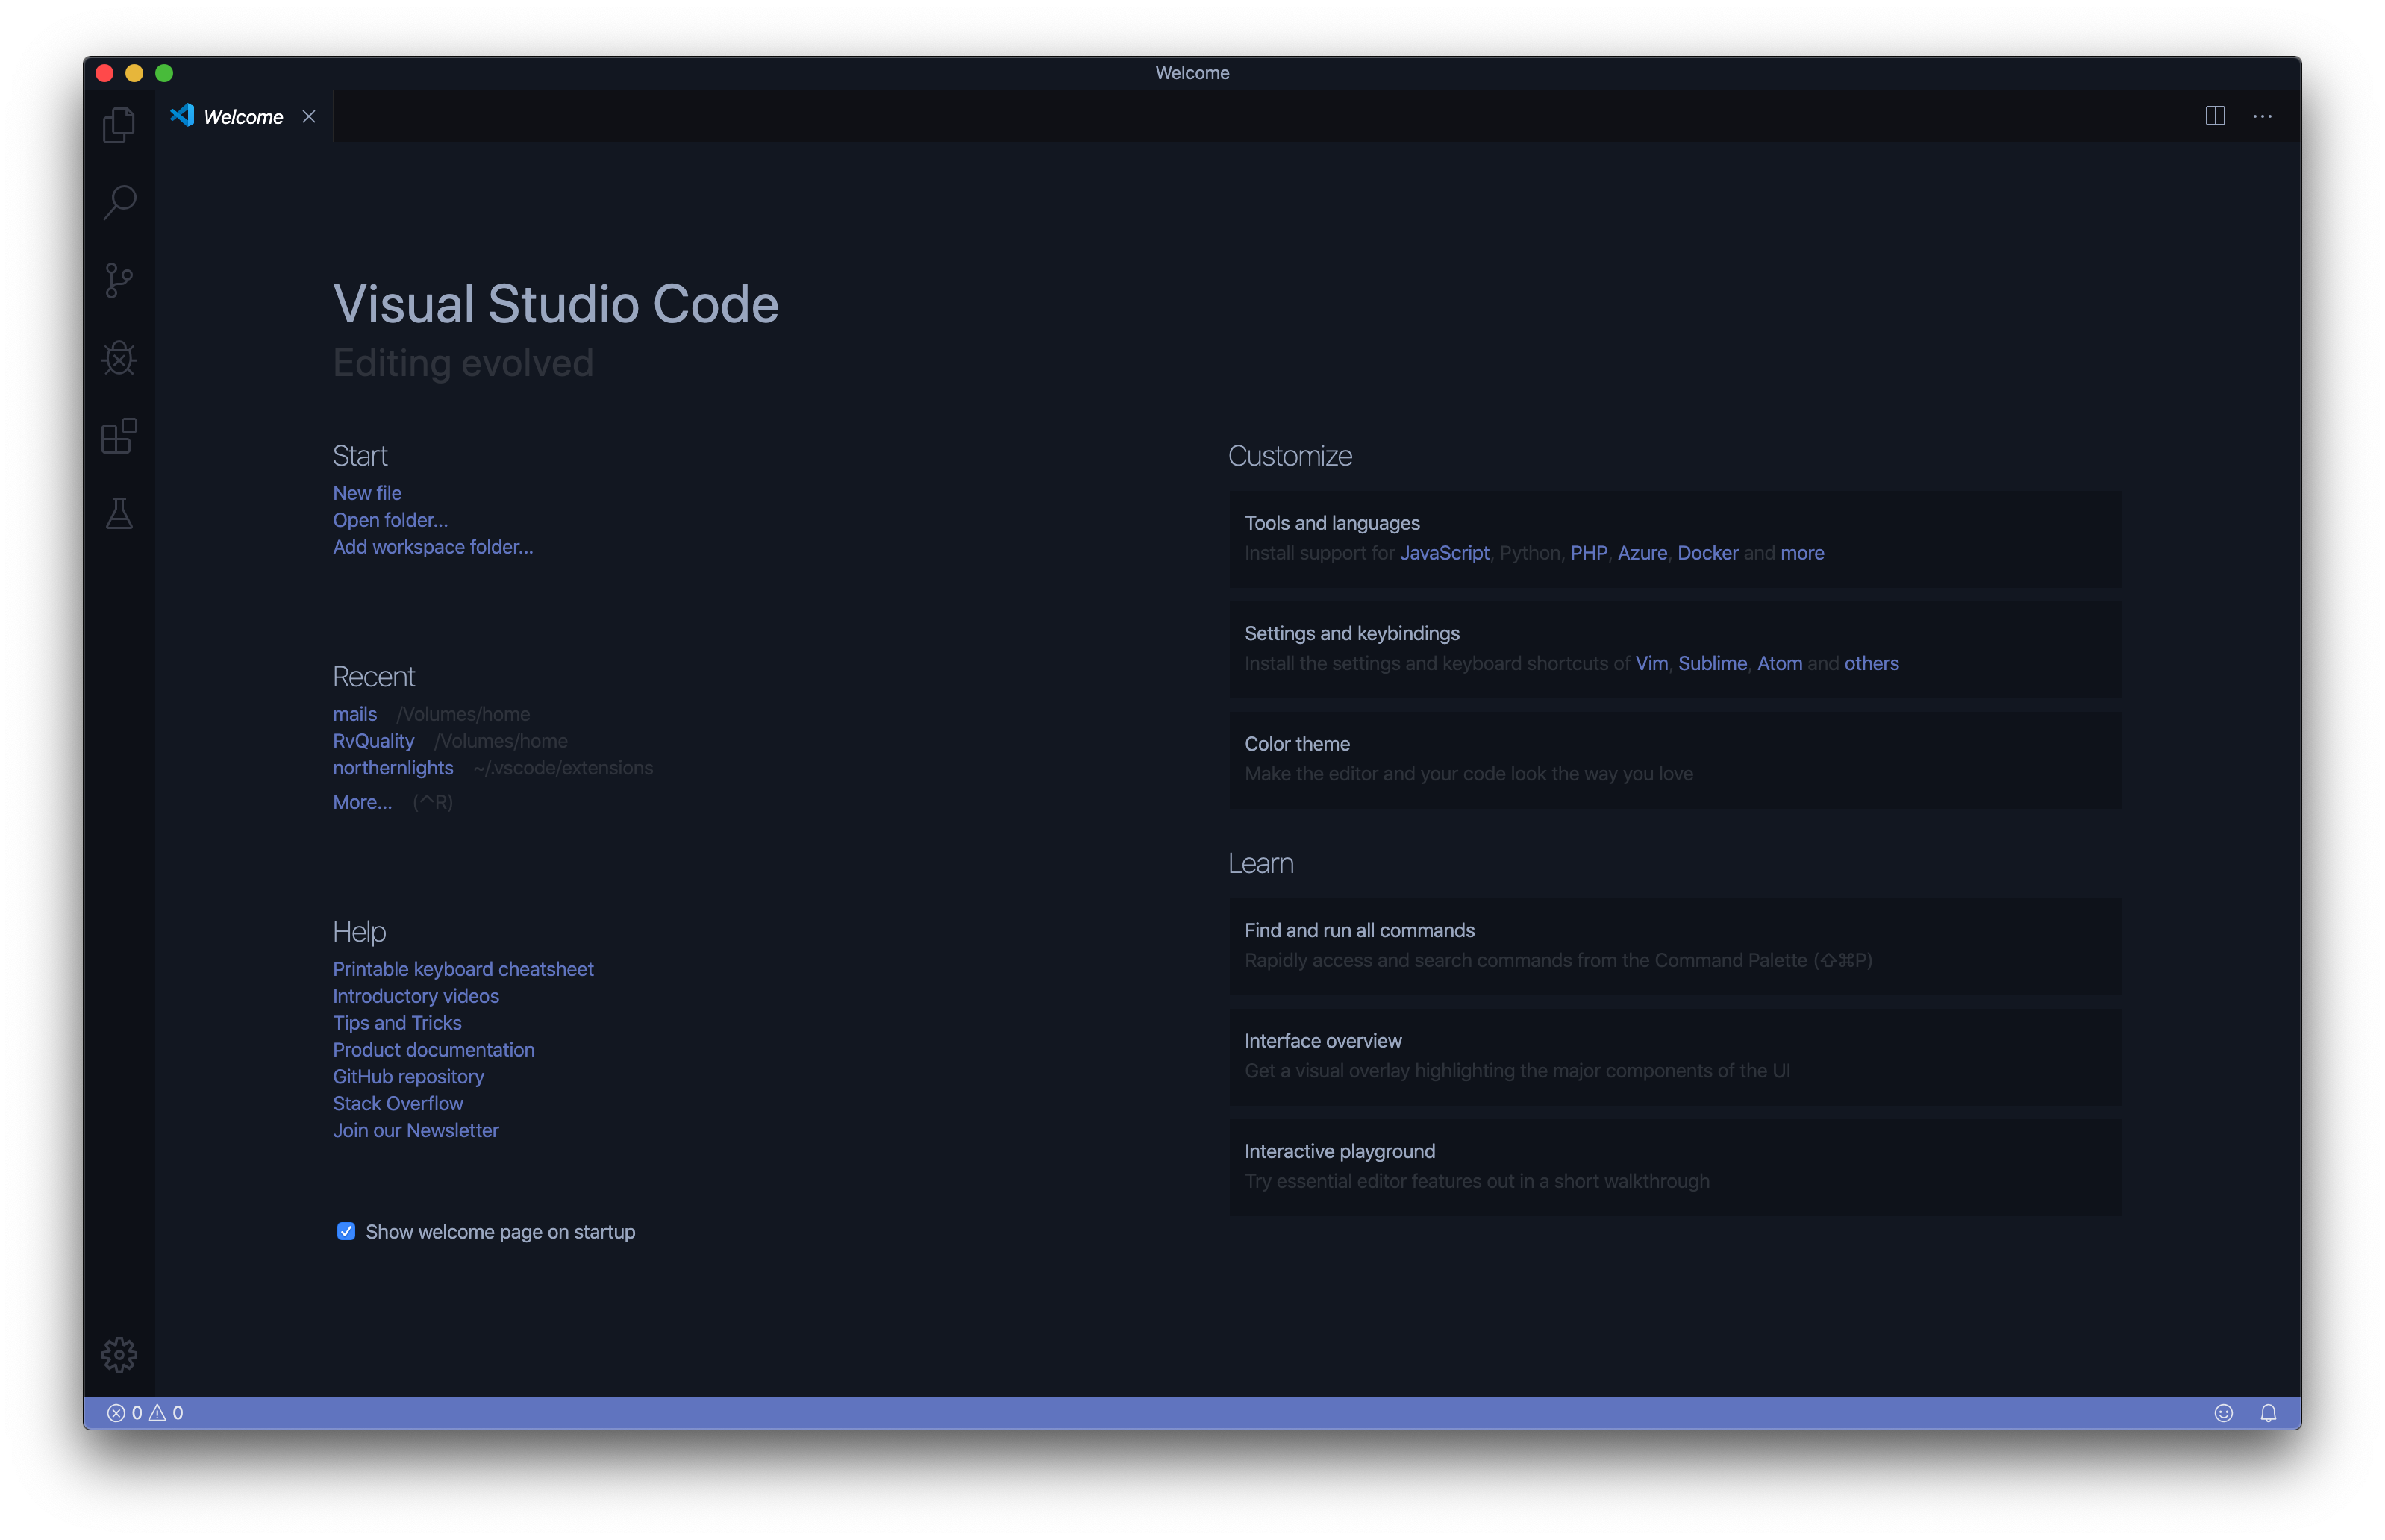 Welcome
Welcome
Visual Studio Code
Editing evolved
Start
New file
Open folder...
Add workspace folder...
Recent
mails /Volumes/home
RvQuality /Volumes/home
northernlights ~/.vscode/extensions
More... (^R)
Help
Printable keyboard cheatsheet
Introductory videos
Tips and Tricks
Product documentation
GitHub repository
Stack Overflow
Join our Newsletter
Show welcome page on startup
Customize
Tools and languages
Install support for JavaScript, Python, PHP, Azure, Docker and more
Settings and keybindings
Install the settings and keyboard shortcuts of Vim, Sublime, Atom and others
Color theme
Make the editor and your code look the way you love
Learn
Find and run all commands
Rapidly access and search commands from the Command Palette (⇧⌘P)
Interface overview
Get a visual overlay highlighting the major components of the UI
Interactive playground
Try essential editor features out in a short walkthrough
0 0